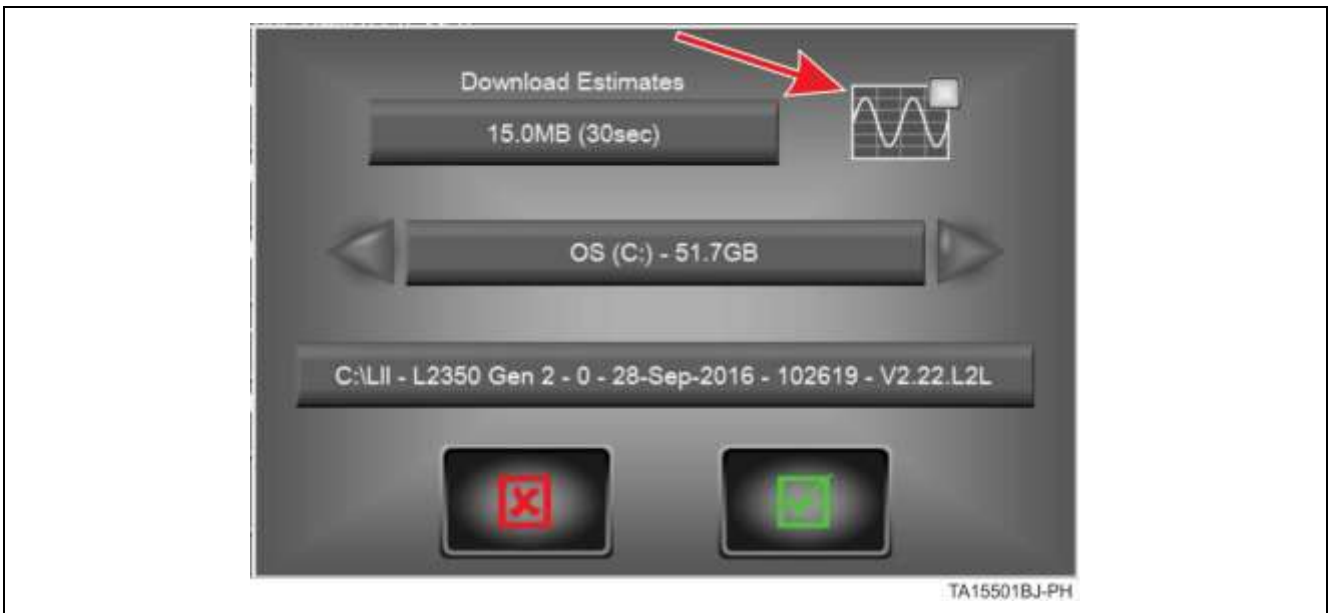 Download Estimates
15.0MB (30sec)
OS (C:) - 51.7GB
C:\LII - L2350 Gen 2 - 0 - 28-Sep-2016 - 102619 - V2.22.L2L
TA15501BJ-PH